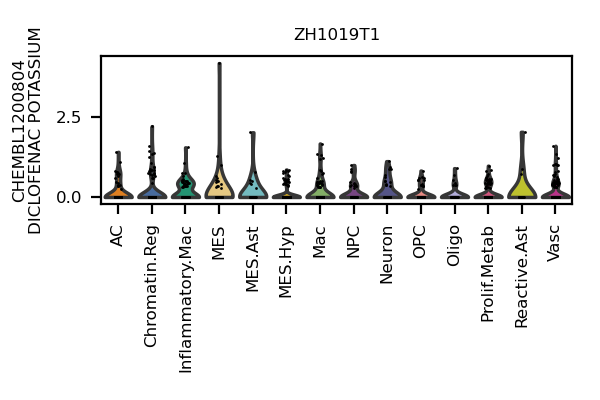 ZH1019T1
CHEMBL1200804
DICLOFENAC POTASSIUM
2.5
0.0
AC
Chromatin.Reg
Inflammatory.Mac
MES
MES.Ast
MES.Hyp
Mac
NPC
Neuron
OPC
Oligo
Prolif.Metab
Reactive.Ast
Vasc